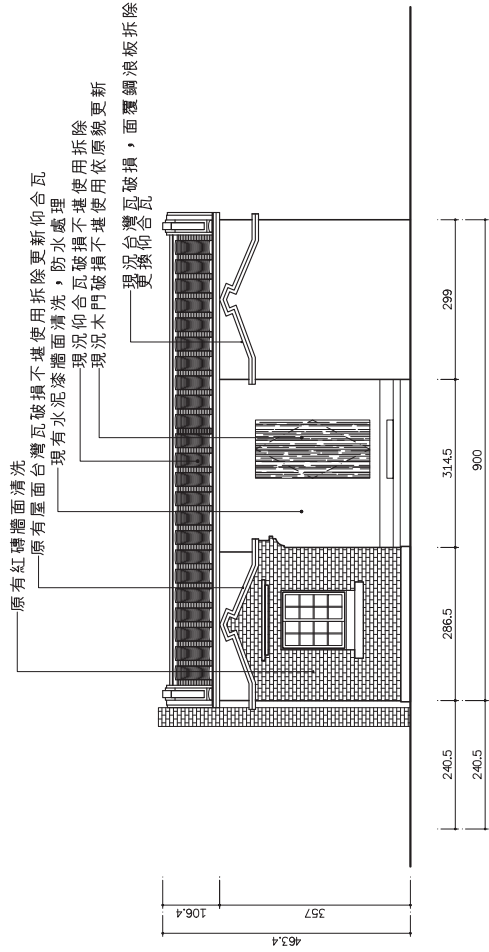 原有紅磚牆面清洗
原有屋面台灣瓦破損不堪使用拆除更新仰合瓦
現有水泥漆牆面清洗，防水處理
現況仰合瓦破損不堪使用拆除
現況木門破損不堪使用依原貌更新
現況台灣瓦破損，面覆鋼浪板拆除
更換仰合瓦
240.5
286.5
314.5
299
240.5
900
106.4
357
463.4